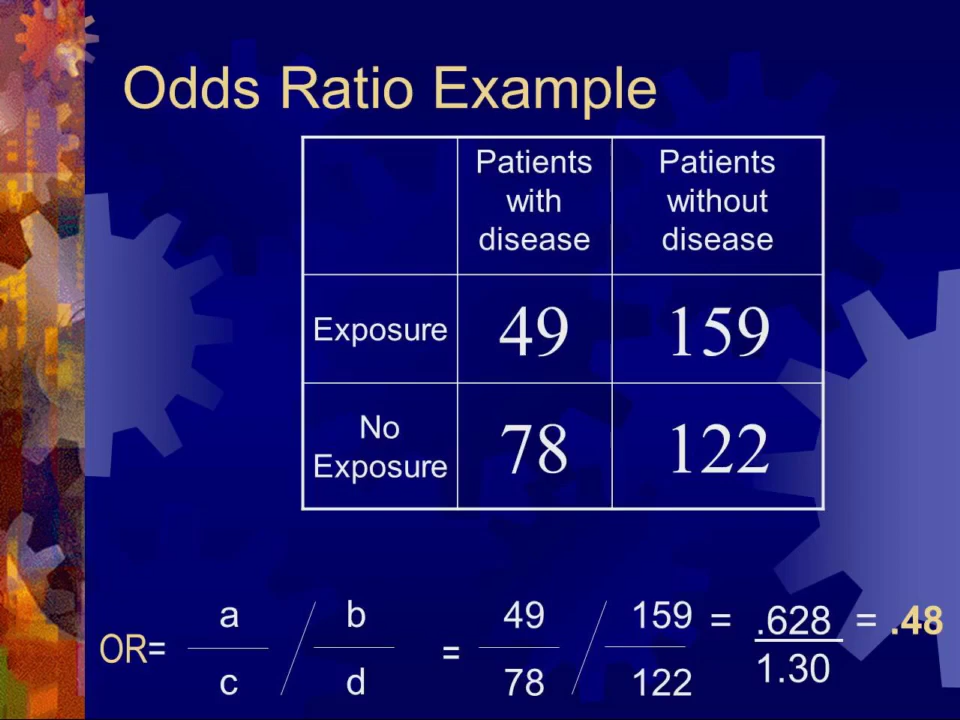 Odds Ratio Example
Patients with disease
Patients without disease
Exposure
49
159
No Exposure
78
122
OR= a/c / b/d = 49/78 / 159/122 = .628/1.30 = .48